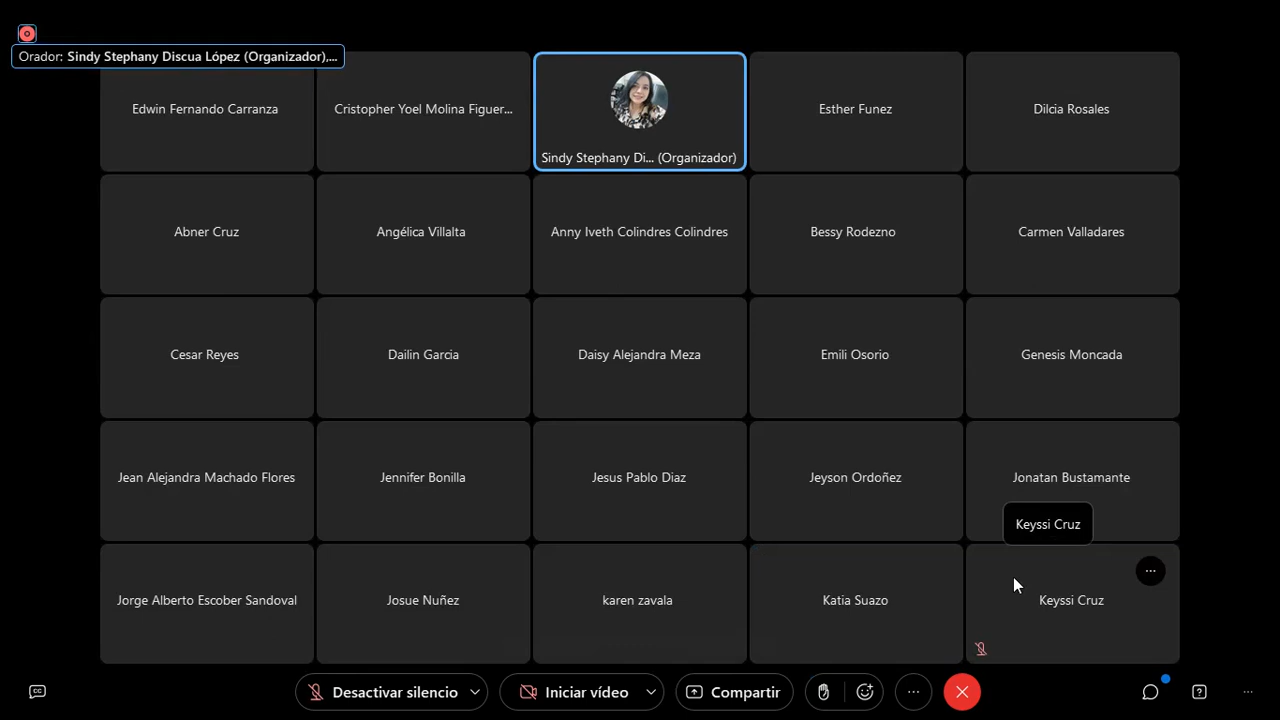 Orador: Sindy Stephany Discua López (Organizador),...
Edwin Fernando Carranza
Cristopher Yoel Molina Figuer...
Sindy Stephany Di... (Organizador)
Esther Funez
Dilcia Rosales
Abner Cruz
Angélica Villalta
Anny Iveth Colindres Colindres
Bessy Rodezno
Carmen Valladares
Cesar Reyes
Dailin Garcia
Daisy Alejandra Meza
Emili Osorio
Genesis Moncada
Jean Alejandra Machado Flores
Jennifer Bonilla
Jesus Pablo Diaz
Jeyson Ordoñez
Jonatan Bustamante
Keyssi Cruz
Jorge Alberto Escober Sandoval
Josue Nuñez
karen zavala
Katia Suazo
Keyssi Cruz
CC
Desactivar silencio
Iniciar vídeo
Compartir